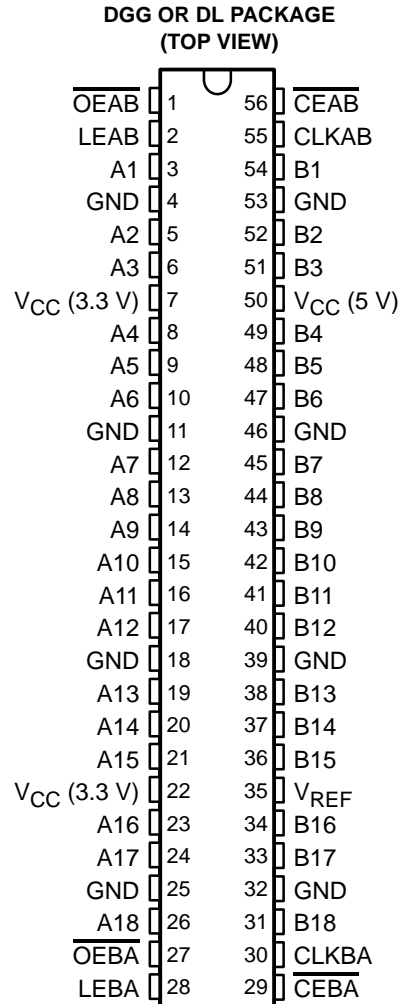 DGG OR DL PACKAGE
(TOP VIEW)
OEAB 1 56 CEAB
LEAB 2 55 CLKAB
A1 3 54 B1
GND 4 53 GND
A2 5 52 B2
A3 6 51 B3
VCC (3.3 V) 7 50 VCC (5 V)
A4 8 49 B4
A5 9 48 B5
A6 10 47 B6
GND 11 46 GND
A7 12 45 B7
A8 13 44 B8
A9 14 43 B9
A10 15 42 B10
A11 16 41 B11
A12 17 40 B12
GND 18 39 GND
A13 19 38 B13
A14 20 37 B14
A15 21 36 B15
VCC (3.3 V) 22 35 VREF
A16 23 34 B16
A17 24 33 B17
GND 25 32 GND
A18 26 31 B18
OEBA 27 30 CLKBA
LEBA 28 29 CEBA